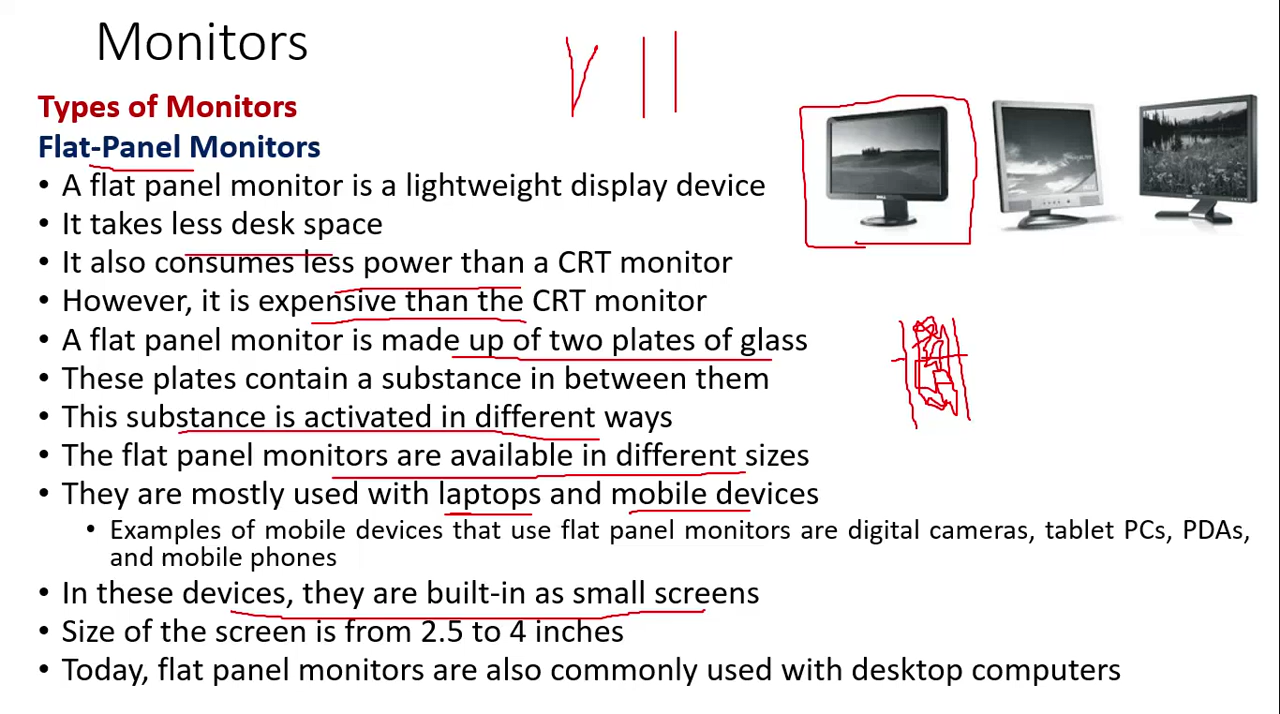 Monitors
Types of Monitors
Flat-Panel Monitors
• A flat panel monitor is a lightweight display device
• It takes less desk space
• It also consumes less power than a CRT monitor
• However, it is expensive than the CRT monitor
• A flat panel monitor is made up of two plates of glass
• These plates contain a substance in between them
• This substance is activated in different ways
• The flat panel monitors are available in different sizes
• They are mostly used with laptops and mobile devices
• Examples of mobile devices that use flat panel monitors are digital cameras, tablet PCs, PDAs,
and mobile phones
• In these devices, they are built-in as small screens
• Size of the screen is from 2.5 to 4 inches
• Today, flat panel monitors are also commonly used with desktop computers